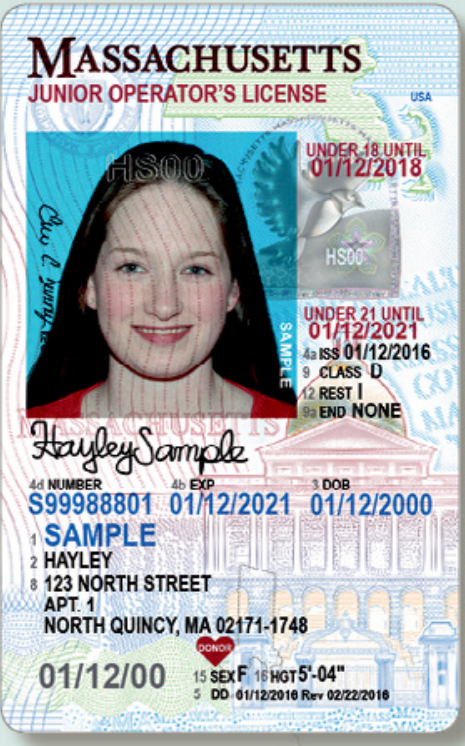 MASSACHUSETTS
JUNIOR OPERATOR'S LICENSE
USA
HS00
UNDER 18 UNTIL
01/12/2018
HS00
UNDER 21 UNTIL
01/12/2021
4a ISS 01/12/2016
9 CLASS D
12 REST I
9a END NONE
SAMPLE
MASSACHUSETTS
Hayley Sample
4d NUMBER 4b EXP 3 DOB
S99988801 01/12/2021 01/12/2000
1 SAMPLE
2 HAYLEY
8 123 NORTH STREET
APT. 1
NORTH QUINCY, MA 02171-1748
DONOR
01/12/00 15 SEX F 16 HGT 5'-04"
5 DD 01/12/2016 Rev 02/22/2016